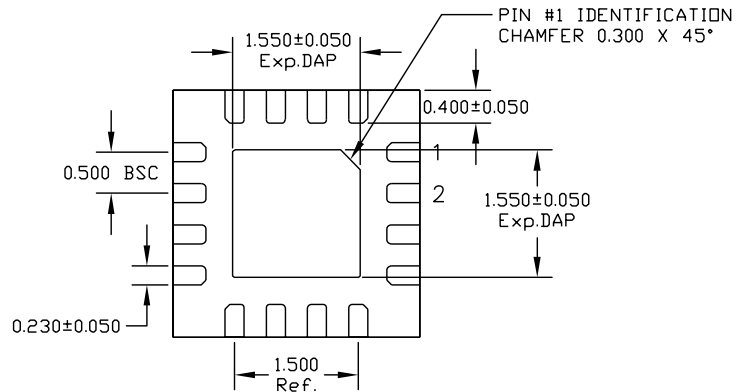 1.550±0.050
Exp.DAP
PIN #1 IDENTIFICATION
CHAMFER 0.300 X 45°
0.400±0.050
0.500 BSC
1
2
1.550±0.050
Exp.DAP
0.230±0.050
1.500
Ref.